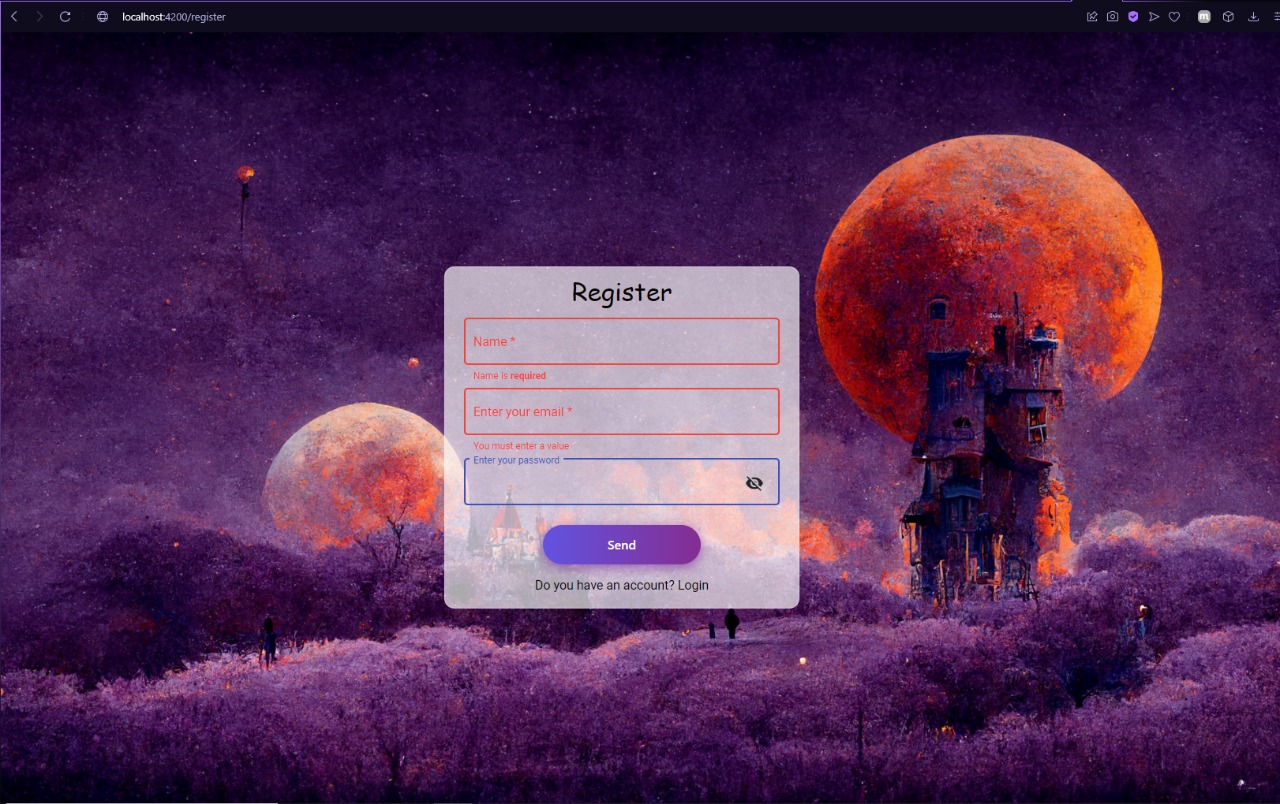 localhost:4200/register
m
Register
Name *
Name is required
Enter your email *
You must enter a value
Enter your password
Send
Do you have an account? Login